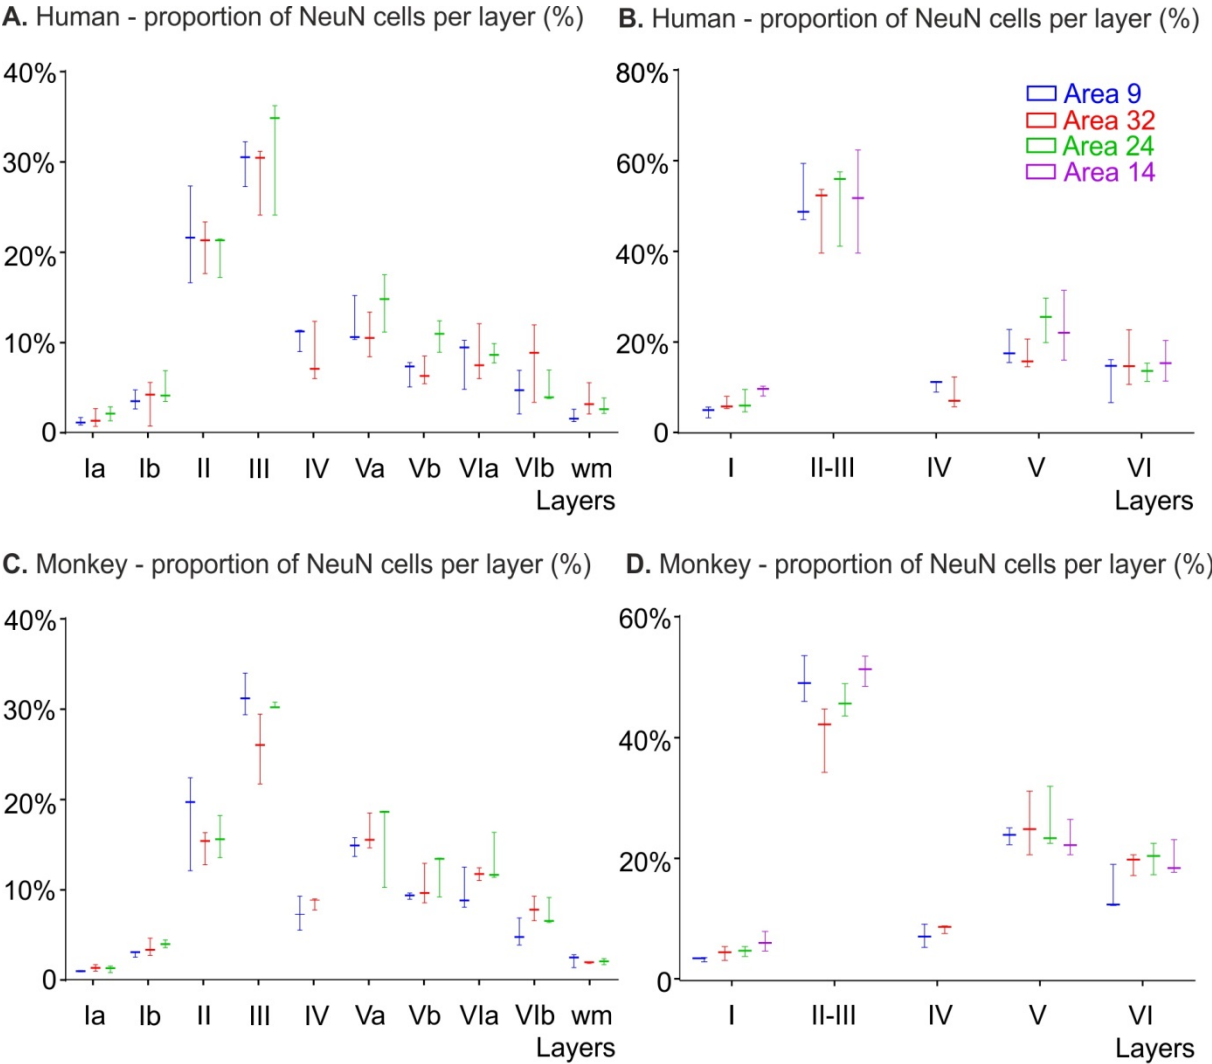 A. Human - proportion of NeuN cells per layer (%)
40%
30%
20%
10%
0
Ia Ib II III IV Va Vb VIa VIb wm
Layers
B. Human - proportion of NeuN cells per layer (%)
80%
60%
40%
20%
0
Area 9
Area 32
Area 24
Area 14
I II-III IV V VI
Layers
C. Monkey - proportion of NeuN cells per layer (%)
40%
30%
20%
10%
0
Ia Ib II III IV Va Vb VIa VIb wm
Layers
D. Monkey - proportion of NeuN cells per layer (%)
60%
40%
20%
0
I II-III IV V VI
Layers